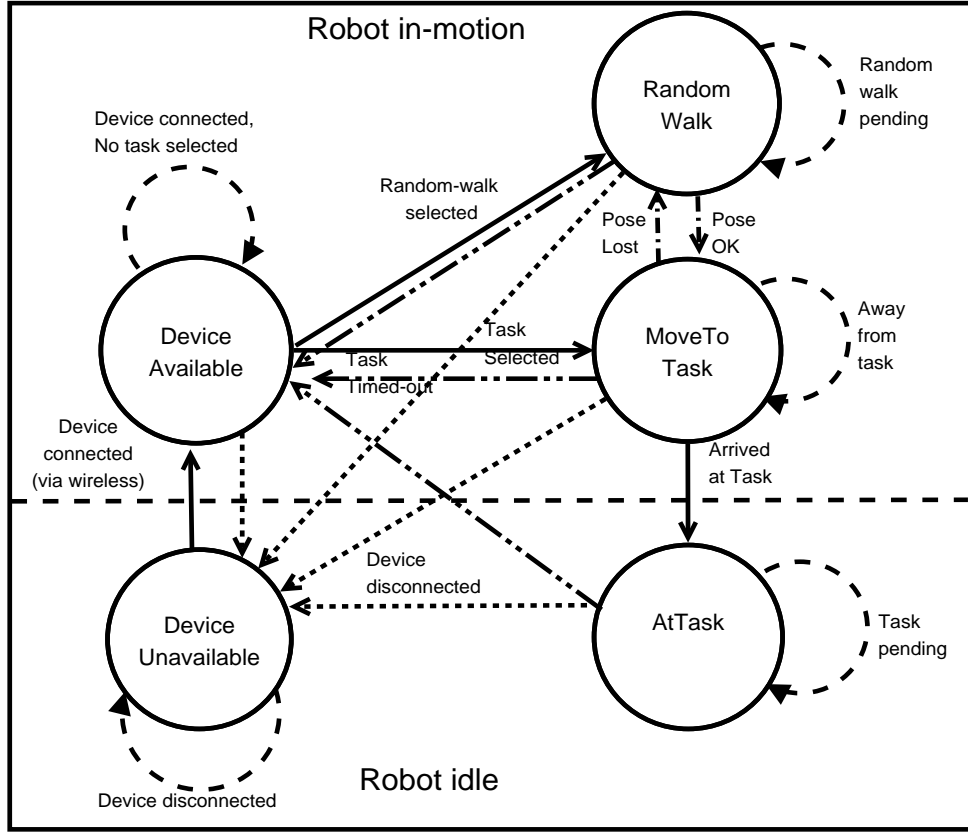 Robot in-motion
Random
Walk
Random
walk
pending
Device connected,
No task selected
Random-walk
selected
Pose
Lost
Pose
OK
Device
Available
Task
Selected
Task
Timed-out
MoveTo
Task
Away
from
task
Device
connected
(via wireless)
Arrived
at Task
Device
disconnected
Device
Unavailable
AtTask
Task
pending
Robot idle
Device disconnected